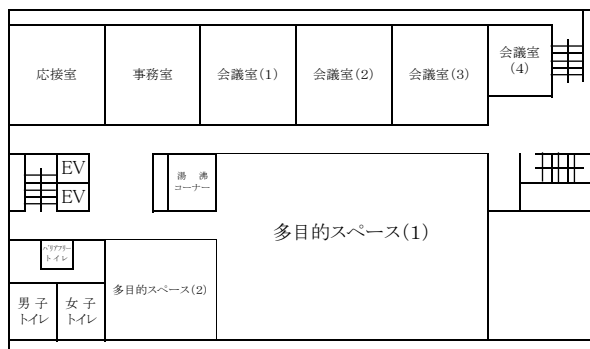 応接室
事務室
会議室(1)
会議室(2)
会議室(3)
会議室
(4)
EV
EV
湯 沸
コーナー
多目的スペース(1)
バリアフリー
トイレ
多目的スペース(2)
男 子
トイレ
女 子
トイレ